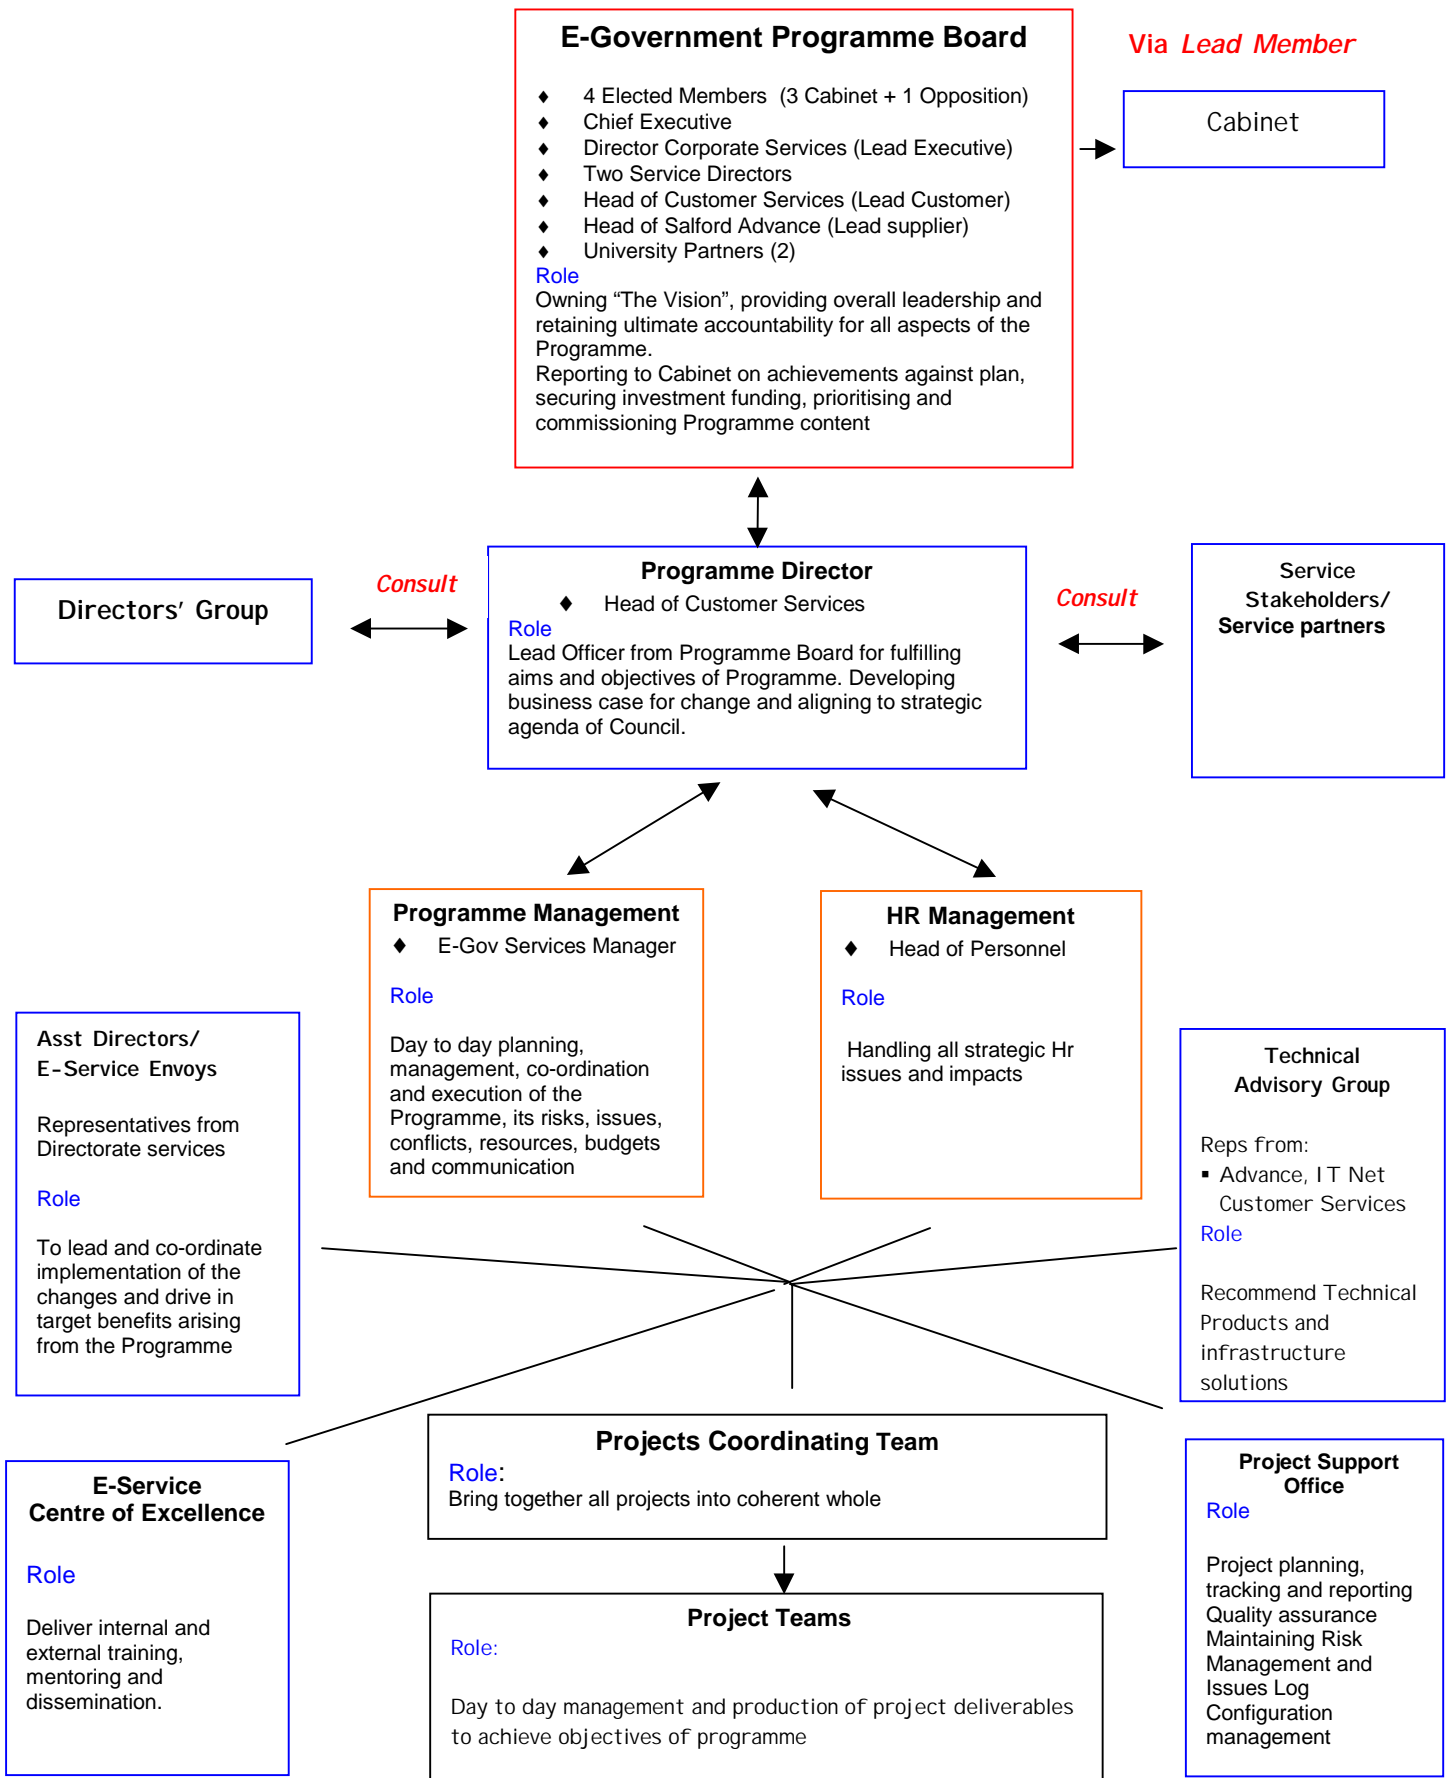 E-Government Programme Board
♦ 4 Elected Members (3 Cabinet + 1 Opposition)
♦ Chief Executive
♦ Director Corporate Services (Lead Executive)
♦ Two Service Directors
♦ Head of Customer Services (Lead Customer)
♦ Head of Salford Advance (Lead supplier)
♦ University Partners (2)
Role
Owning “The Vision”, providing overall leadership and
retaining ultimate accountability for all aspects of the
Programme.
Reporting to Cabinet on achievements against plan,
securing investment funding, prioritising and
commissioning Programme content
Via Lead Member
Cabinet
Directors’ Group
Consult
Programme Director
♦ Head of Customer Services
Role
Lead Officer from Programme Board for fulfilling
aims and objectives of Programme. Developing
business case for change and aligning to strategic
agenda of Council.
Consult
Service
Stakeholders/
Service partners
Programme Management
♦ E-Gov Services Manager
Role
Day to day planning,
management, co-ordination
and execution of the
Programme, its risks, issues,
conflicts, resources, budgets
and communication
HR Management
♦ Head of Personnel
Role
Handling all strategic Hr
issues and impacts
Asst Directors/
E-Service Envoys
Representatives from
Directorate services
Role
To lead and co-ordinate
implementation of the
changes and drive in
target benefits arising
from the Programme
Technical
Advisory Group
Reps from:
▪ Advance, IT Net
Customer Services
Role
Recommend Technical
Products and
infrastructure
solutions
E-Service
Centre of Excellence
Role
Deliver internal and
external training,
mentoring and
dissemination.
Projects Coordinating Team
Role:
Bring together all projects into coherent whole
Project Teams
Role:
Day to day management and production of project deliverables
to achieve objectives of programme
Project Support
Office
Role
Project planning,
tracking and reporting
Quality assurance
Maintaining Risk
Management and
Issues Log
Configuration
management